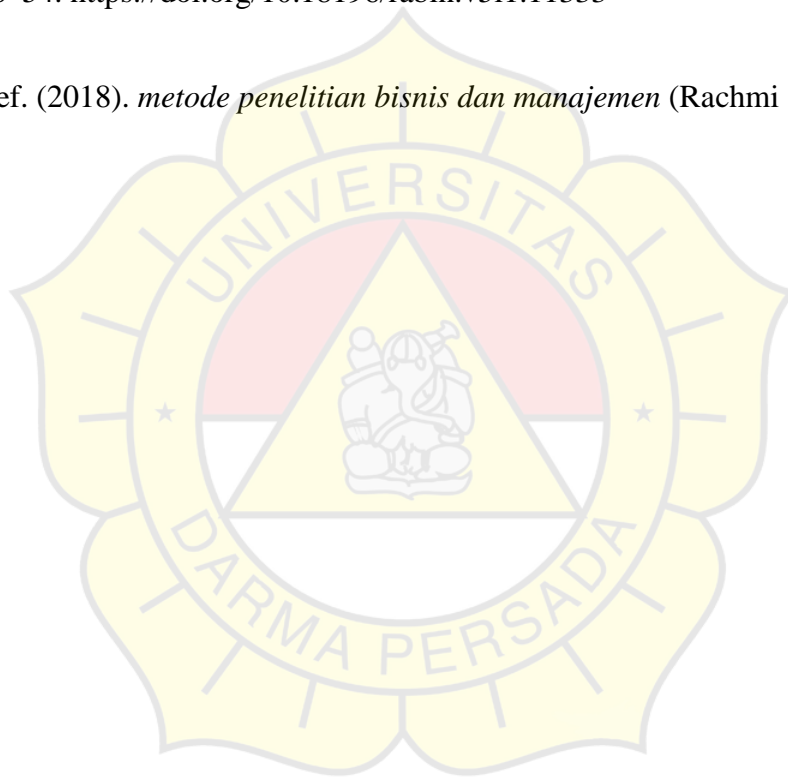 ef. (2018). metode penelitian bisnis dan manajemen (Rachmi
UNIVERSITAS
DARMA PERSADA